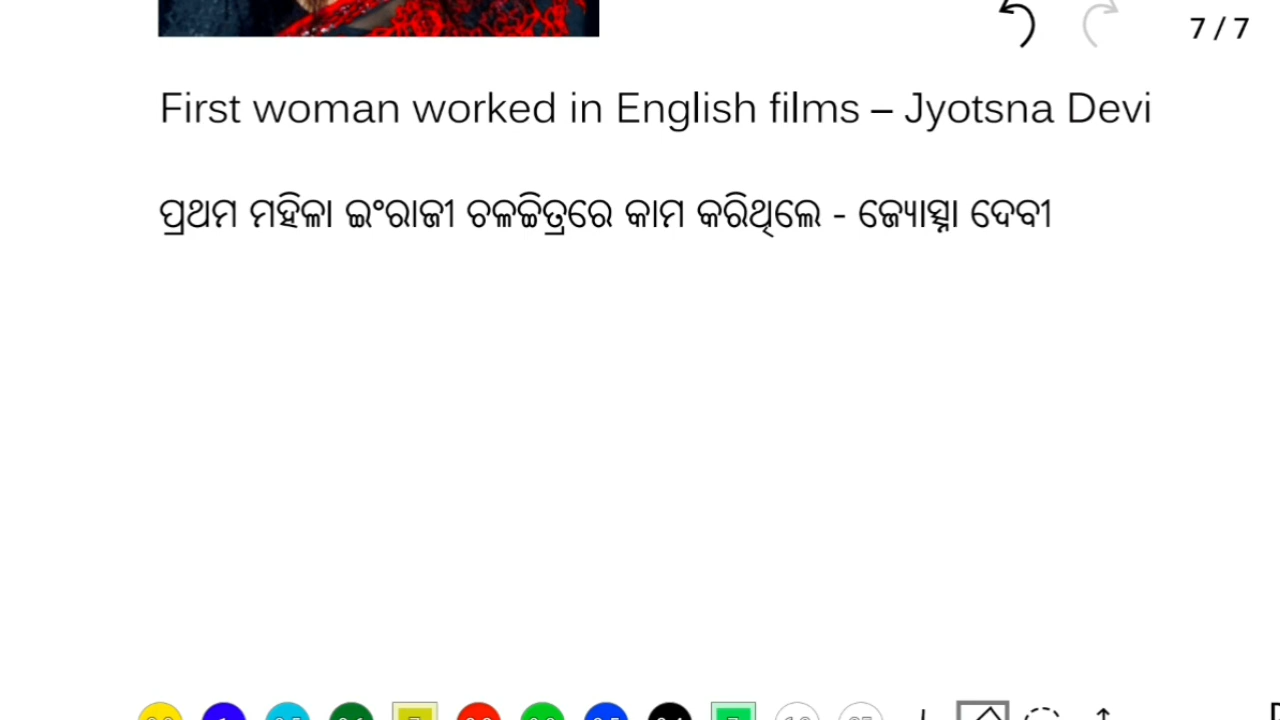 7 / 7
First woman worked in English films – Jyotsna Devi
ପ୍ରଥମ ମହିଳା ଇଂରାଜୀ ଚଳଚ୍ଚିତ୍ରରେ କାମ କରିଥିଲେ - ଜ୍ୟୋତ୍ସ୍ନା ଦେବୀ